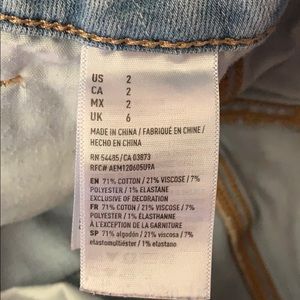 US 2
CA 2
MX 2
UK 6
MADE IN CHINA / FABRIQUÉ EN CHINE /
HECHO EN CHINA
RN 54485/CA 03873
RFC# AEM120605U9A
EN 71% COTTON / 21% VISCOSE / 7%
POLYESTER / 1% ELASTANE
EXCLUSIVE OF DECORATION
FR 71% COTON / 21% VISCOSE / 7%
POLYESTER / 1% ÉLASTHANNE
À L'EXCEPTION DE LA GARNITURE
SP 71% algodón / 21% viscosa / 7%
elastomultiéster / 1% elastano